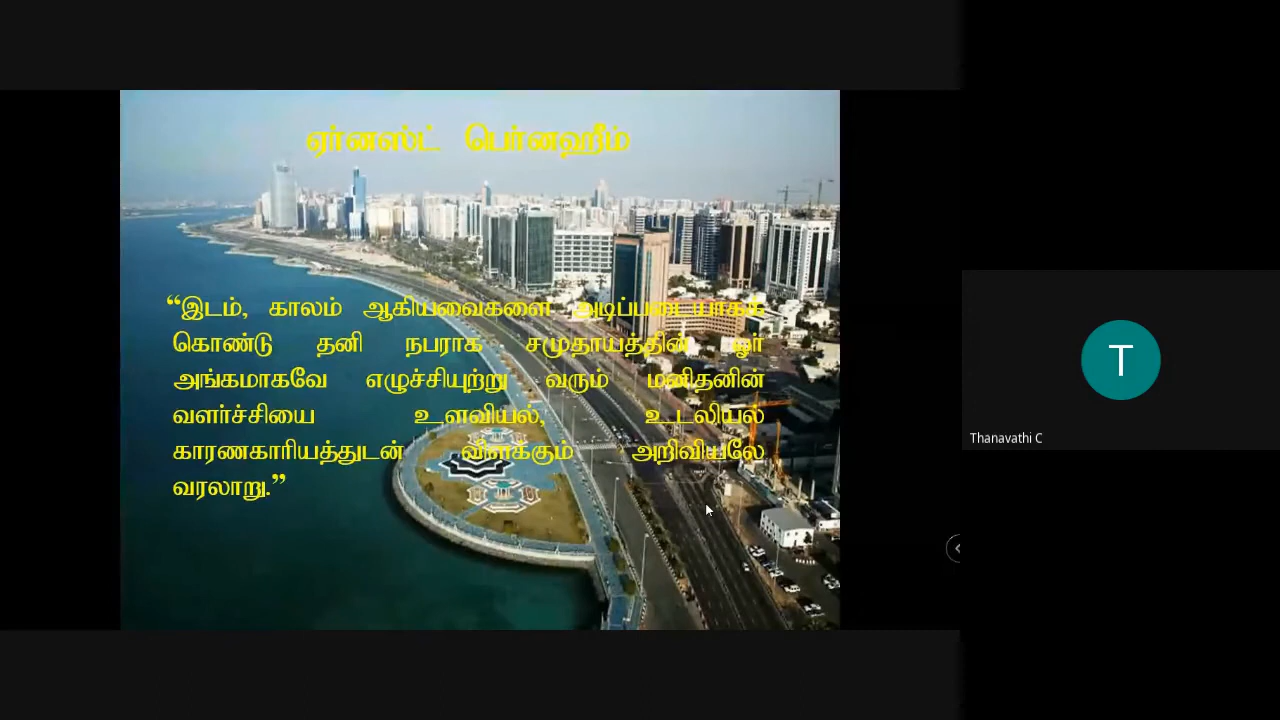 ஏர்னஸ்ட் பெர்னஹீம்
“இடம், காலம் ஆகியவைகளை அடிப்படையாகக்
கொண்டு தனி நபராக சமுதாயத்தின் ஓர்
அங்கமாகவே எழுச்சியுற்று வரும் மனிதனின்
வளர்ச்சியை உளவியல், உடலியல்
காரணகாரியத்துடன் விளக்கும் அறிவியலே
வரலாறு.”
T
Thanavathi C